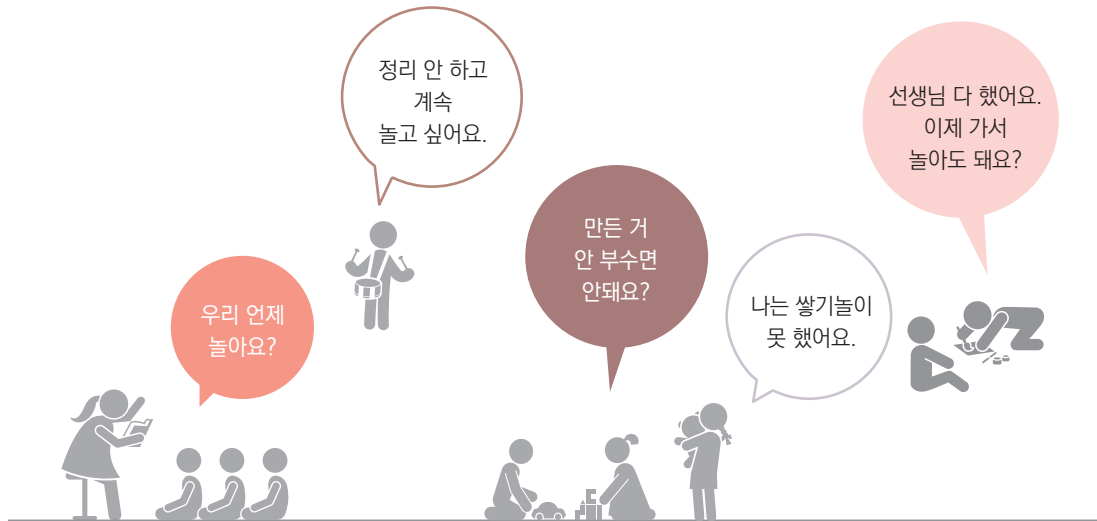 우리 언제
놀아요?
정리 안 하고
계속
놀고 싶어요.
만든 거
안 부수면
안돼요?
나는 쌓기놀이
못 했어요.
선생님 다 했어요.
이제 가서
놀아도 돼요?